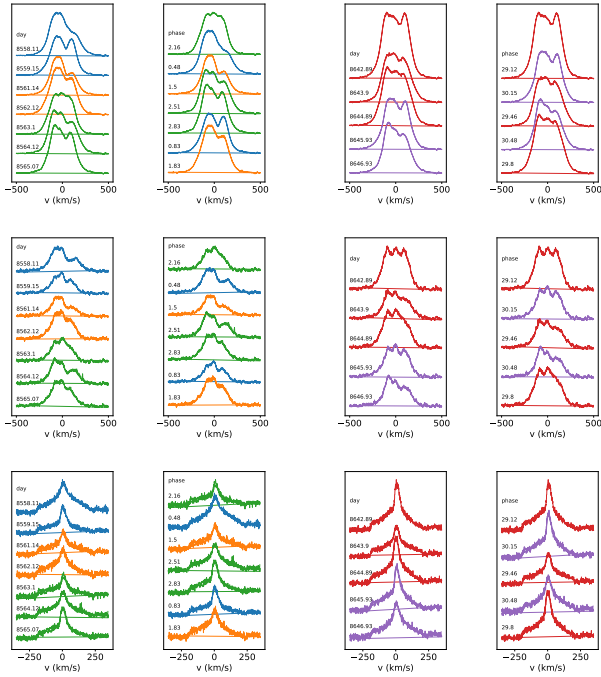 day
8558.11
8559.15
8561.14
8562.12
8563.1
8564.12
8565.07
−500 0 500
v (km/s)
phase
2.16
0.48
1.5
2.51
2.83
0.83
1.83
−500 0 500
v (km/s)
day
8642.89
8643.9
8644.89
8645.93
8646.93
−500 0 500
v (km/s)
phase
29.12
30.15
29.46
30.48
29.8
−500 0 500
v (km/s)
day
8558.11
8559.15
8561.14
8562.12
8563.1
8564.12
8565.07
−500 0 500
v (km/s)
phase
2.16
0.48
1.5
2.51
2.83
0.83
1.83
−500 0 500
v (km/s)
day
8642.89
8643.9
8644.89
8645.93
8646.93
−500 0 500
v (km/s)
phase
29.12
30.15
29.46
30.48
29.8
−500 0 500
v (km/s)
day
8558.11
8559.15
8561.14
8562.12
8563.1
8564.12
8565.07
−250 0 250
v (km/s)
phase
2.16
0.48
1.5
2.51
2.83
0.83
1.83
−250 0 250
v (km/s)
day
8642.89
8643.9
8644.89
8645.93
8646.93
−250 0 250
v (km/s)
phase
29.12
30.15
29.46
30.48
29.8
−250 0 250
v (km/s)